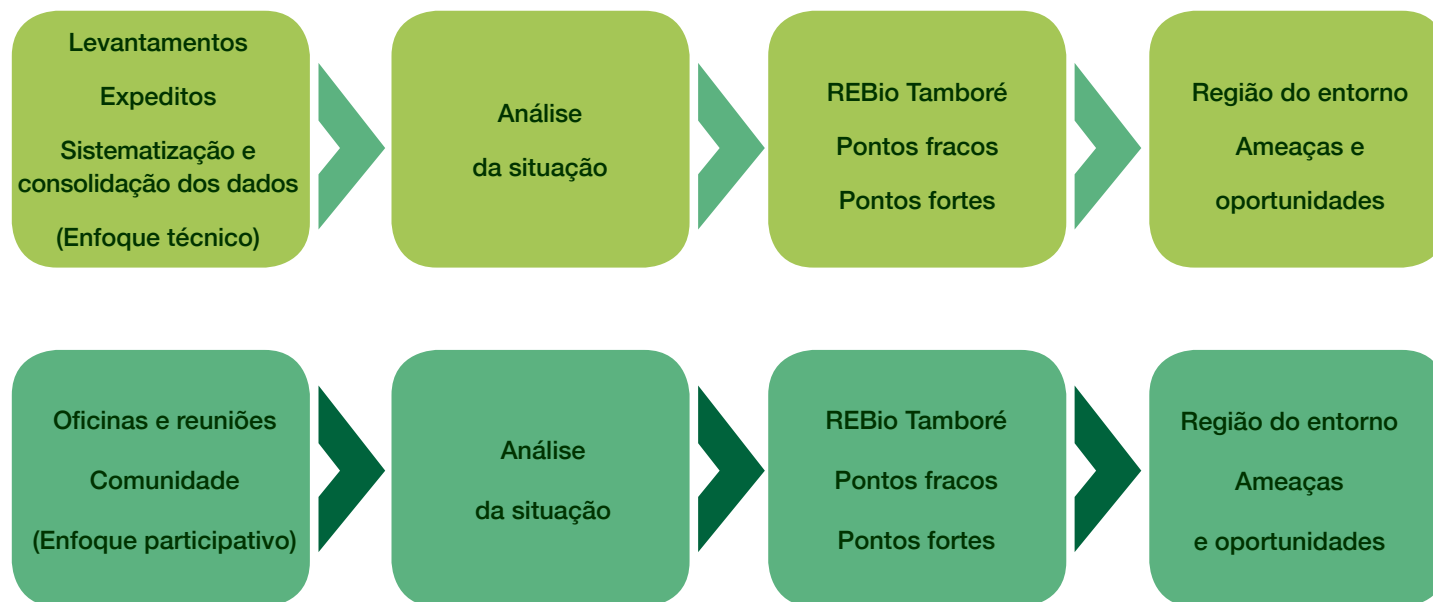 Levantamentos
Expeditos
Sistematização e
consolidação dos dados
(Enfoque técnico)
Análise
da situação
REBio Tamboré
Pontos fracos
Pontos fortes
Região do entorno
Ameaças e
oportunidades
Oficinas e reuniões
Comunidade
(Enfoque participativo)
Análise
da situação
REBio Tamboré
Pontos fracos
Pontos fortes
Região do entorno
Ameaças
e oportunidades